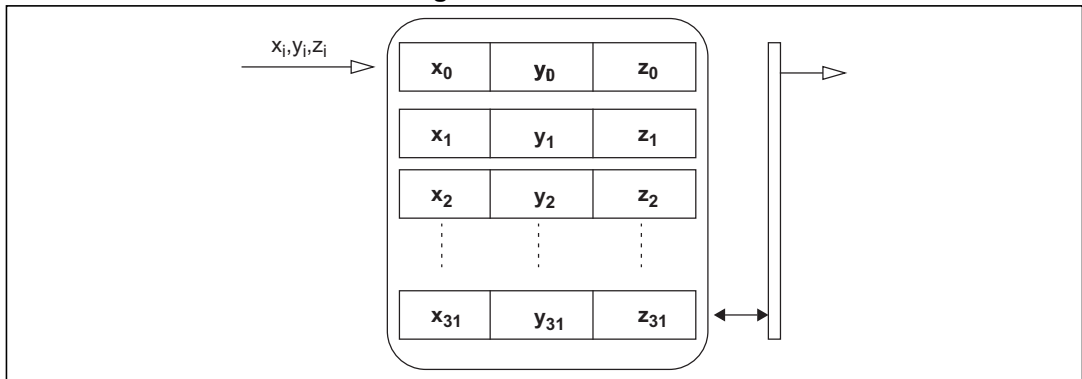 xᵢ,yᵢ,zᵢ
x₀ y₀ z₀
x₁ y₁ z₁
x₂ y₂ z₂
x₃₁ y₃₁ z₃₁